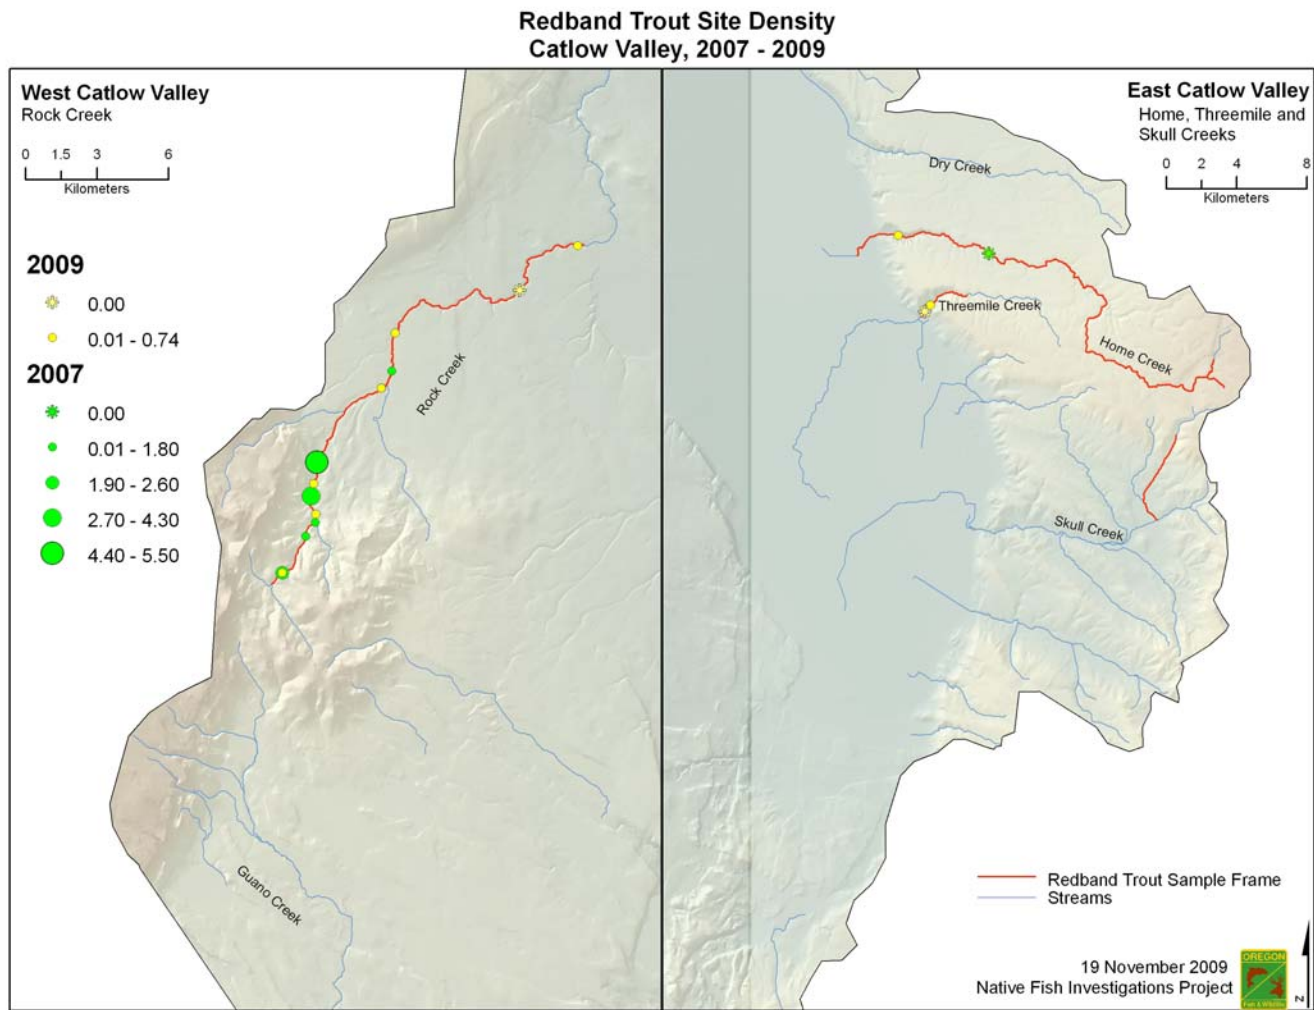 Redband Trout Site Density
Catlow Valley, 2007 - 2009
West Catlow Valley
Rock Creek
0 1.5 3 6
Kilometers
2009
0.00
0.01 - 0.74
2007
0.00
0.01 - 1.80
1.90 - 2.60
2.70 - 4.30
4.40 - 5.50
Rock Creek
Guano Creek
East Catlow Valley
Home, Threemile and
Skull Creeks
0 2 4 8
Kilometers
Dry Creek
Threemile Creek
Home Creek
Skull Creek
Redband Trout Sample Frame
Streams
19 November 2009
Native Fish Investigations Project
OREGON
Fish & Wildlife
N